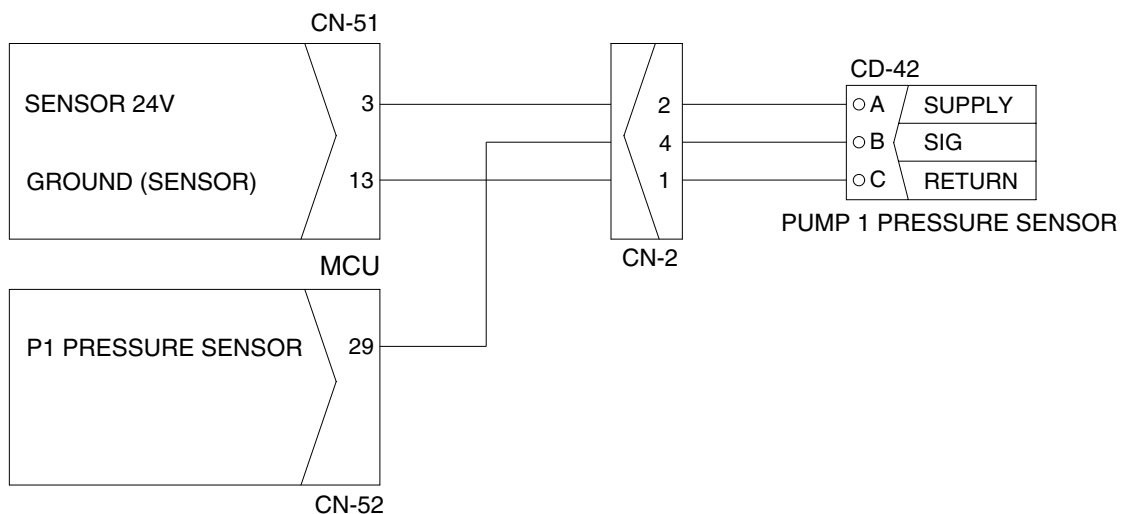 CN-51
SENSOR 24V 3
GROUND (SENSOR) 13
MCU
P1 PRESSURE SENSOR 29
CN-52
2
4
1
CN-2
CD-42
A SUPPLY
B SIG
C RETURN
PUMP 1 PRESSURE SENSOR